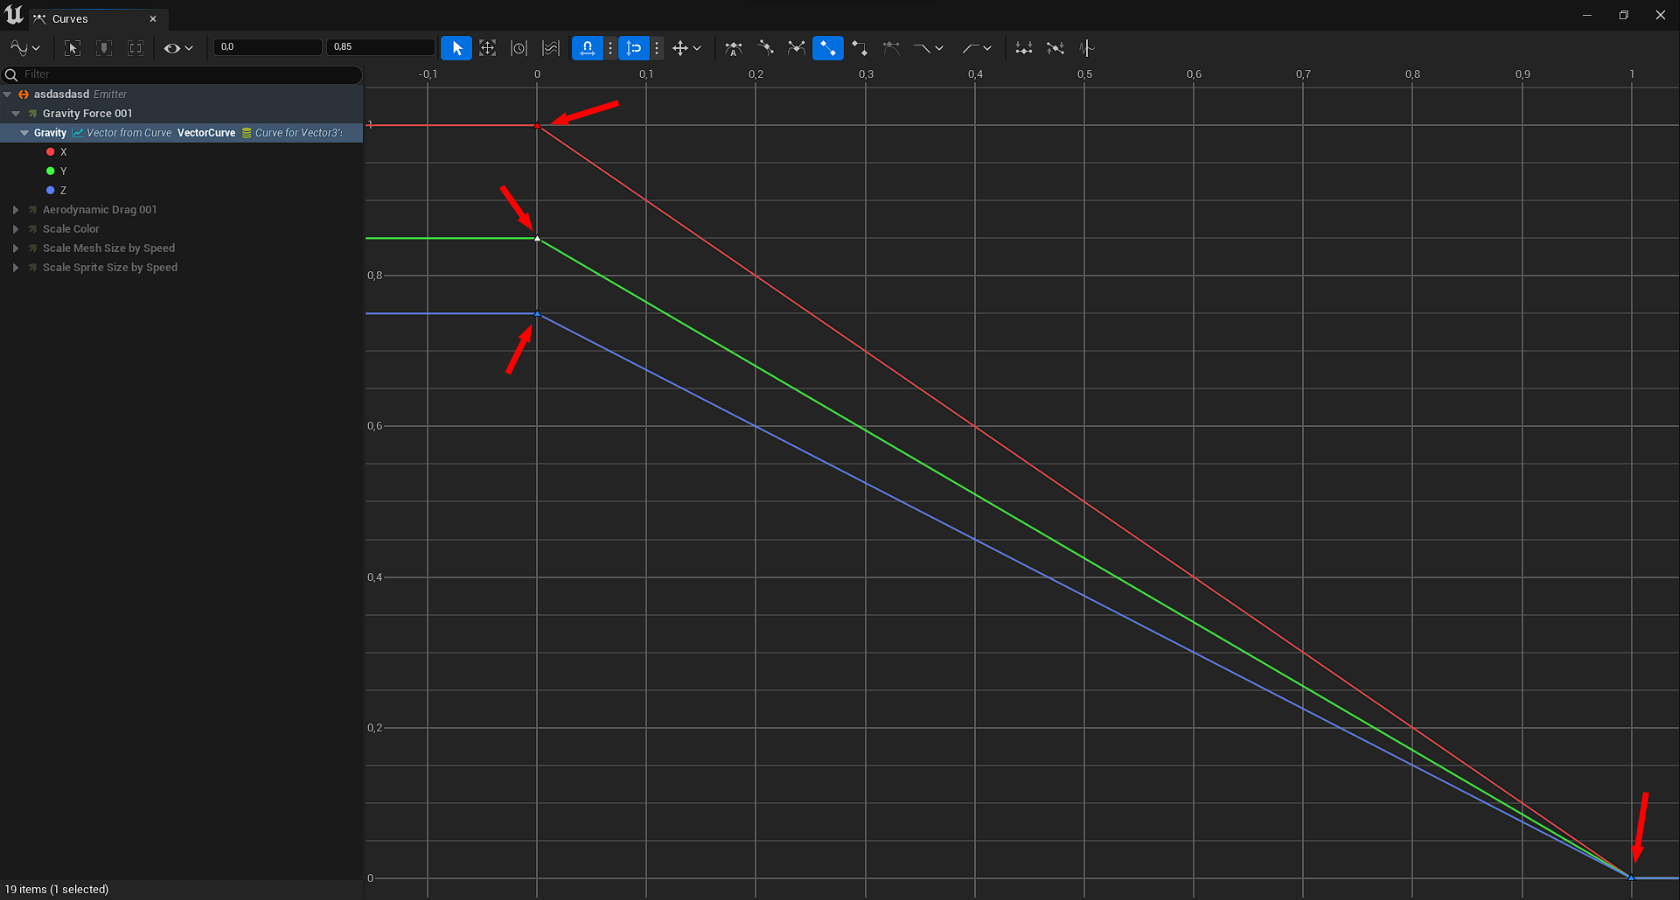 Curves
0,0 0,85
Filter
-0,1 0 0,1 0,2 0,3 0,4 0,5 0,6 0,7 0,8 0,9 1
asdasdasd Emitter
Gravity Force 001
Gravity Vector from Curve VectorCurve Curve for Vector3's
X
Y
Z
Aerodynamic Drag 001
Scale Color
Scale Mesh Size by Speed
Scale Sprite Size by Speed
1
0,8
0,6
0,4
0,2
0
19 items (1 selected)